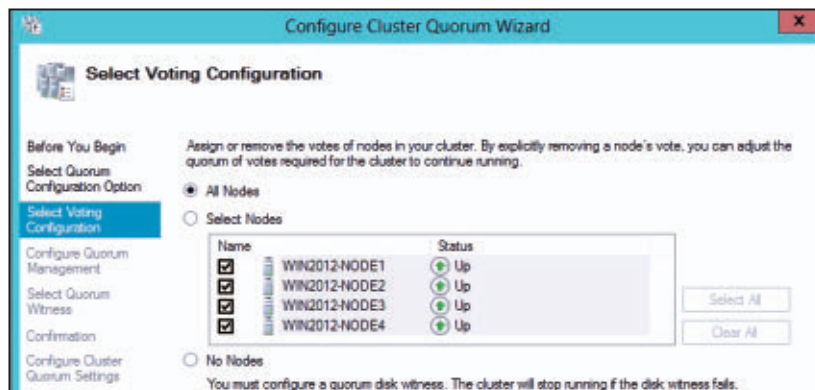 Configure Cluster Quorum Wizard
x
Select Voting Configuration
Before You Begin
Select Quorum
Configuration Option
Select Voting
Configuration
Configure Quorum
Management
Select Quorum
Witness
Confirmation
Configure Cluster
Quorum Settings
Assign or remove the votes of nodes in your cluster. By explicitly removing a node's vote, you can adjust the
quorum of votes required for the cluster to continue running.
All Nodes
Select Nodes
Name Status
WIN2012-NODE1 Up
WIN2012-NODE2 Up
WIN2012-NODE3 Up
WIN2012-NODE4 Up
Select All
Clear All
No Nodes
You must configure a quorum disk witness. The cluster will stop running if the disk witness fails.